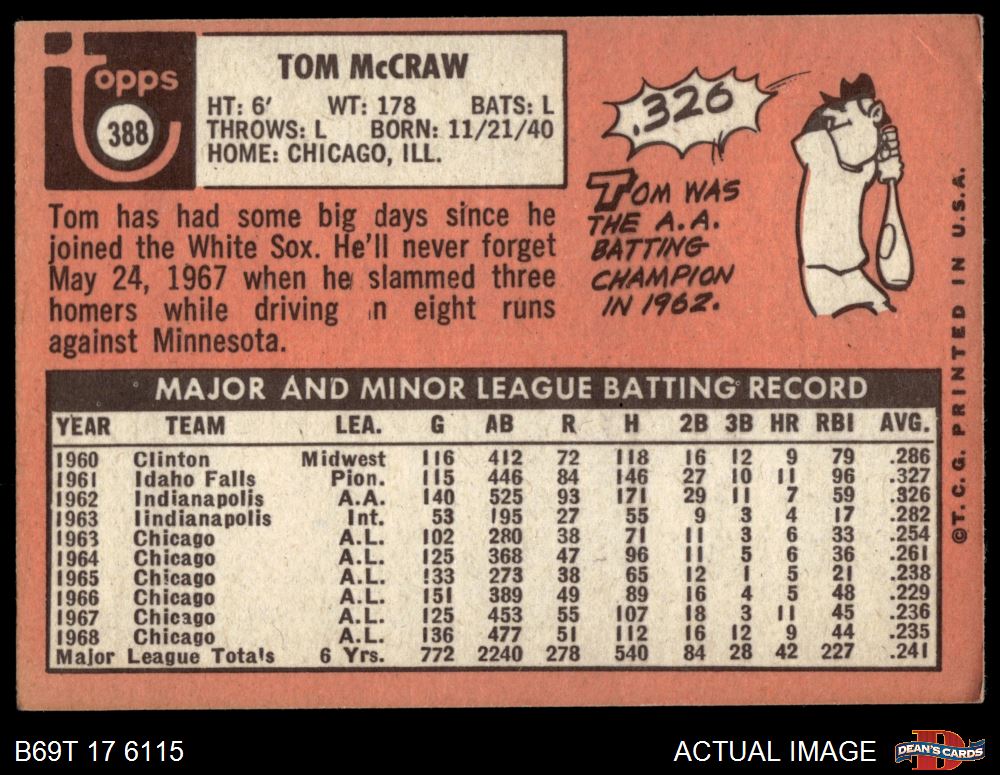 Topps
388
TOM McCRAW
HT: 6' WT: 178 BATS: L
THROWS: L BORN: 11/21/40
HOME: CHICAGO, ILL.
Tom has had some big days since he
joined the White Sox. He'll never forget
May 24, 1967 when he slammed three
homers while driving in eight runs
against Minnesota.
.326
TOM WAS
THE A.A.
BATTING
CHAMPION
IN 1962.
MAJOR AND MINOR LEAGUE BATTING RECORD
YEAR TEAM LEA. G AB R H 2B 3B HR RBI AVG.
1960 Clinton Midwest 116 412 72 118 16 12 9 79 .286
1961 Idaho Falls Pion. 115 446 84 146 27 10 11 96 .327
1962 Indianapolis A.A. 140 525 93 171 29 11 7 59 .326
1963 Iindianapolis Int. 53 195 27 55 9 3 4 17 .282
1963 Chicago A.L. 102 280 38 71 11 3 6 33 .254
1964 Chicago A.L. 125 368 47 96 11 5 6 36 .261
1965 Chicago A.L. 133 273 38 65 12 1 5 21 .238
1966 Chicago A.L. 151 389 49 89 16 4 5 48 .229
1967 Chicago A.L. 125 453 55 107 18 3 11 45 .236
1968 Chicago A.L. 136 477 51 112 16 12 9 44 .235
Major League Totals 6 Yrs. 772 2240 278 540 84 28 42 227 .241
©T.C.G. PRINTED IN U.S.A.
B69T 17 6115
ACTUAL IMAGE
DEAN'S CARDS